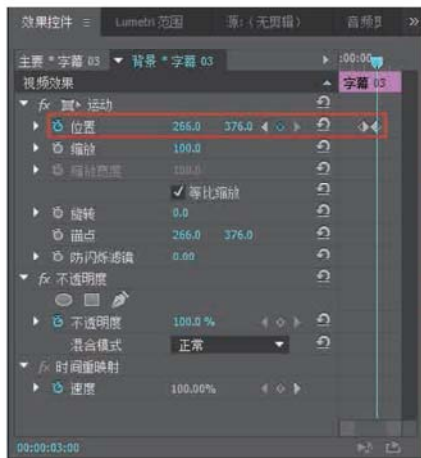 效果控件 ≡ Lumetri 范围 源:(无剪辑) 音频 »
主要 * 字幕 03 背景 * 字幕 03 :00:00
视频效果 字幕 03
fx 运动
位置 266.0 376.0
缩放 100.0
缩放宽度 100.0
等比缩放
旋转 0.0
锚点 266.0 376.0
防闪烁滤镜 0.00
fx 不透明度
不透明度 100.0 %
混合模式 正常
fx 时间重映射
速度 100.00%
00:00:03:00